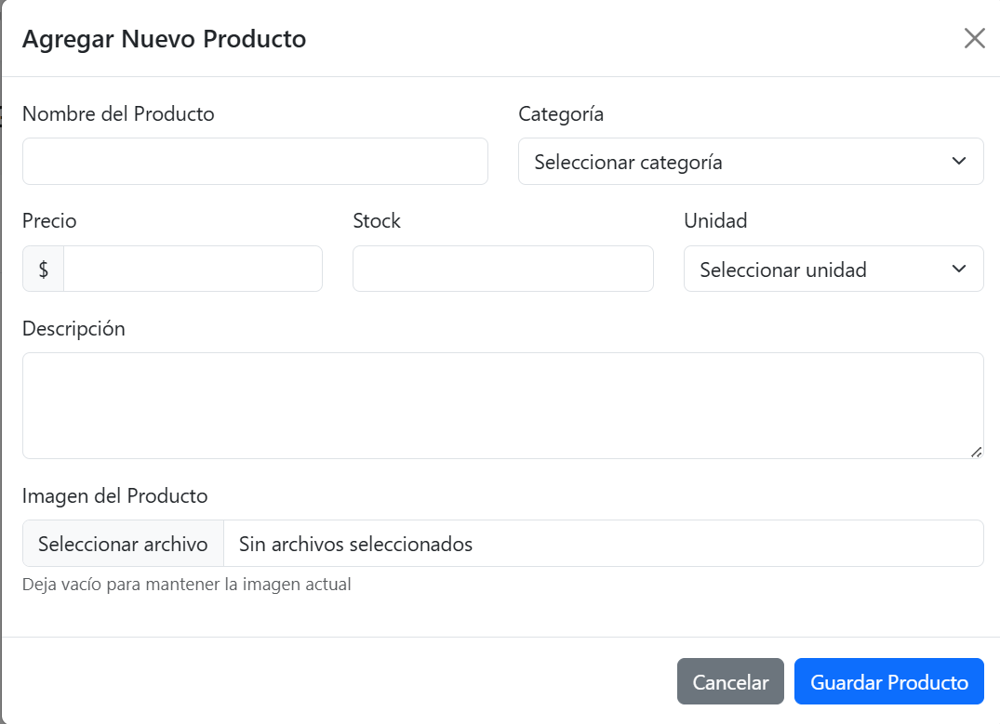 Agregar Nuevo Producto
Nombre del Producto
Categoría
Seleccionar categoría
Precio
Stock
Unidad
$
Seleccionar unidad
Descripción
Imagen del Producto
Seleccionar archivo
Sin archivos seleccionados
Deja vacío para mantener la imagen actual
Cancelar
Guardar Producto